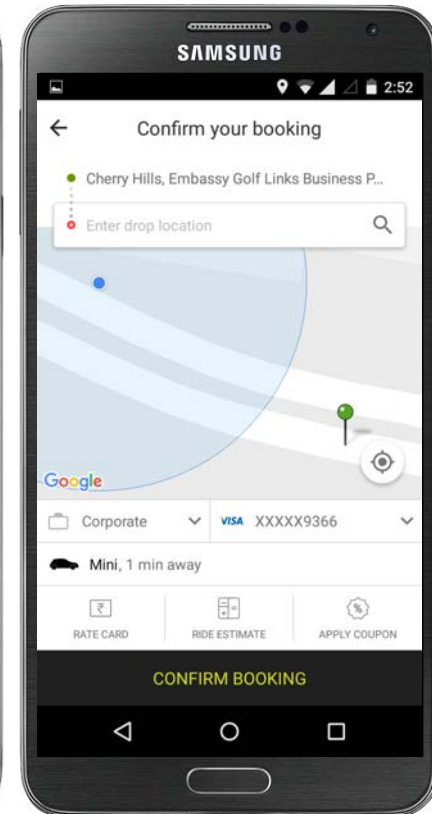 SAMSUNG
2:52
Confirm your booking
Cherry Hills, Embassy Golf Links Business P...
Enter drop location
Google
Corporate
VISA XXXXX9366
Mini, 1 min away
₹
%
RATE CARD
RIDE ESTIMATE
APPLY COUPON
CONFIRM BOOKING